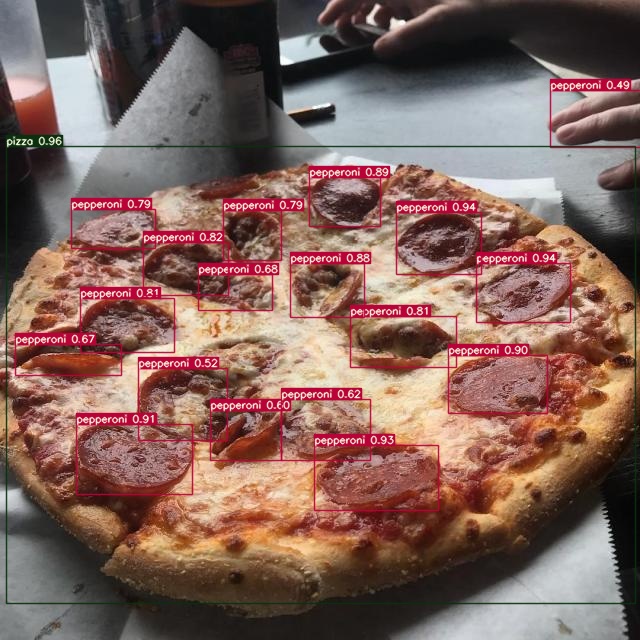 pepperoni 0.49
pizza 0.96
pepperoni 0.89
pepperoni 0.79
pepperoni 0.79
pepperoni 0.94
pepperoni 0.82
pepperoni 0.88
pepperoni 0.94
pepperoni 0.68
pepperoni 0.81
pepperoni 0.81
pepperoni 0.67
pepperoni 0.90
pepperoni 0.52
pepperoni 0.62
pepperoni 0.60
pepperoni 0.91
pepperoni 0.93